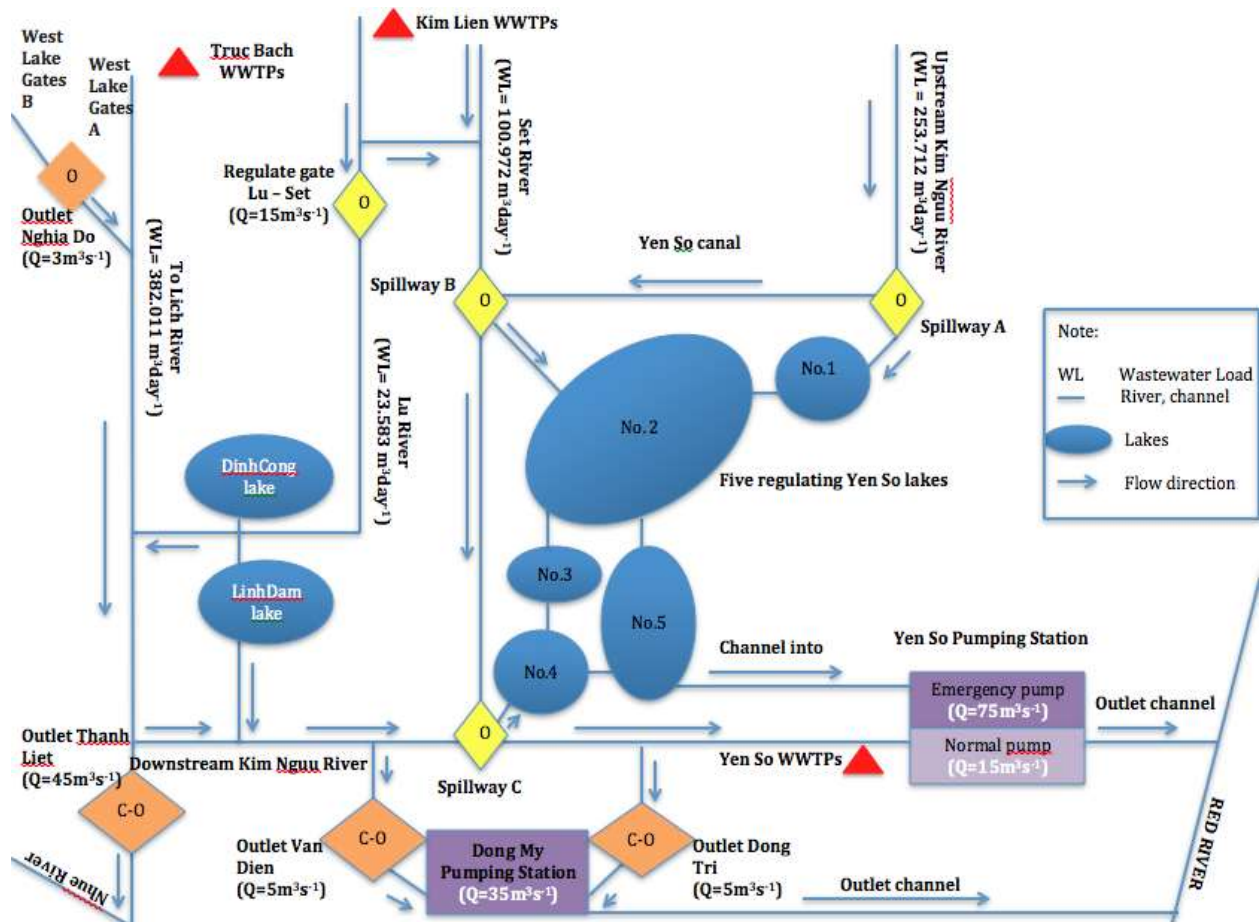 West
Lake
Gates
B
West
Lake
Gates
A
Truc Bach
WWTPs
Kim Lien WWTPs
O
Outlet
Nghia Do
(Q=3m³s⁻¹)
To Lich River
(WL= 382.011 m³day⁻¹)
Regulate gate
Lu – Set
(Q=15m³s⁻¹)
O
Set River
(WL= 100.972 m³day⁻¹)
Upstream Kim Nguu River
(WL = 253.712 m³day⁻¹)
Yen So canal
Spillway B
O
O
Spillway A
Lu River
(WL= 23.583 m³day⁻¹)
No.1
No.2
Five regulating Yen So lakes
No.3
No.4
No.5
DinhCong
lake
LinhDam
lake
Note:
WL Wastewater Load
River, channel
Lakes
Flow direction
Channel into
Yen So Pumping Station
Emergency pump
(Q=75m³s⁻¹)
Normal pump
(Q=15m³s⁻¹)
Outlet channel
Outlet Thanh
Liet
(Q=45m³s⁻¹)
Downstream Kim Nguu River
O
Spillway C
Yen So WWTPs
C-O
C-O
C-O
Outlet Van
Dien
(Q=5m³s⁻¹)
Dong My
Pumping Station
(Q=35m³s⁻¹)
Outlet Dong
Tri
(Q=5m³s⁻¹)
Outlet channel
Nhue River
RED RIVER